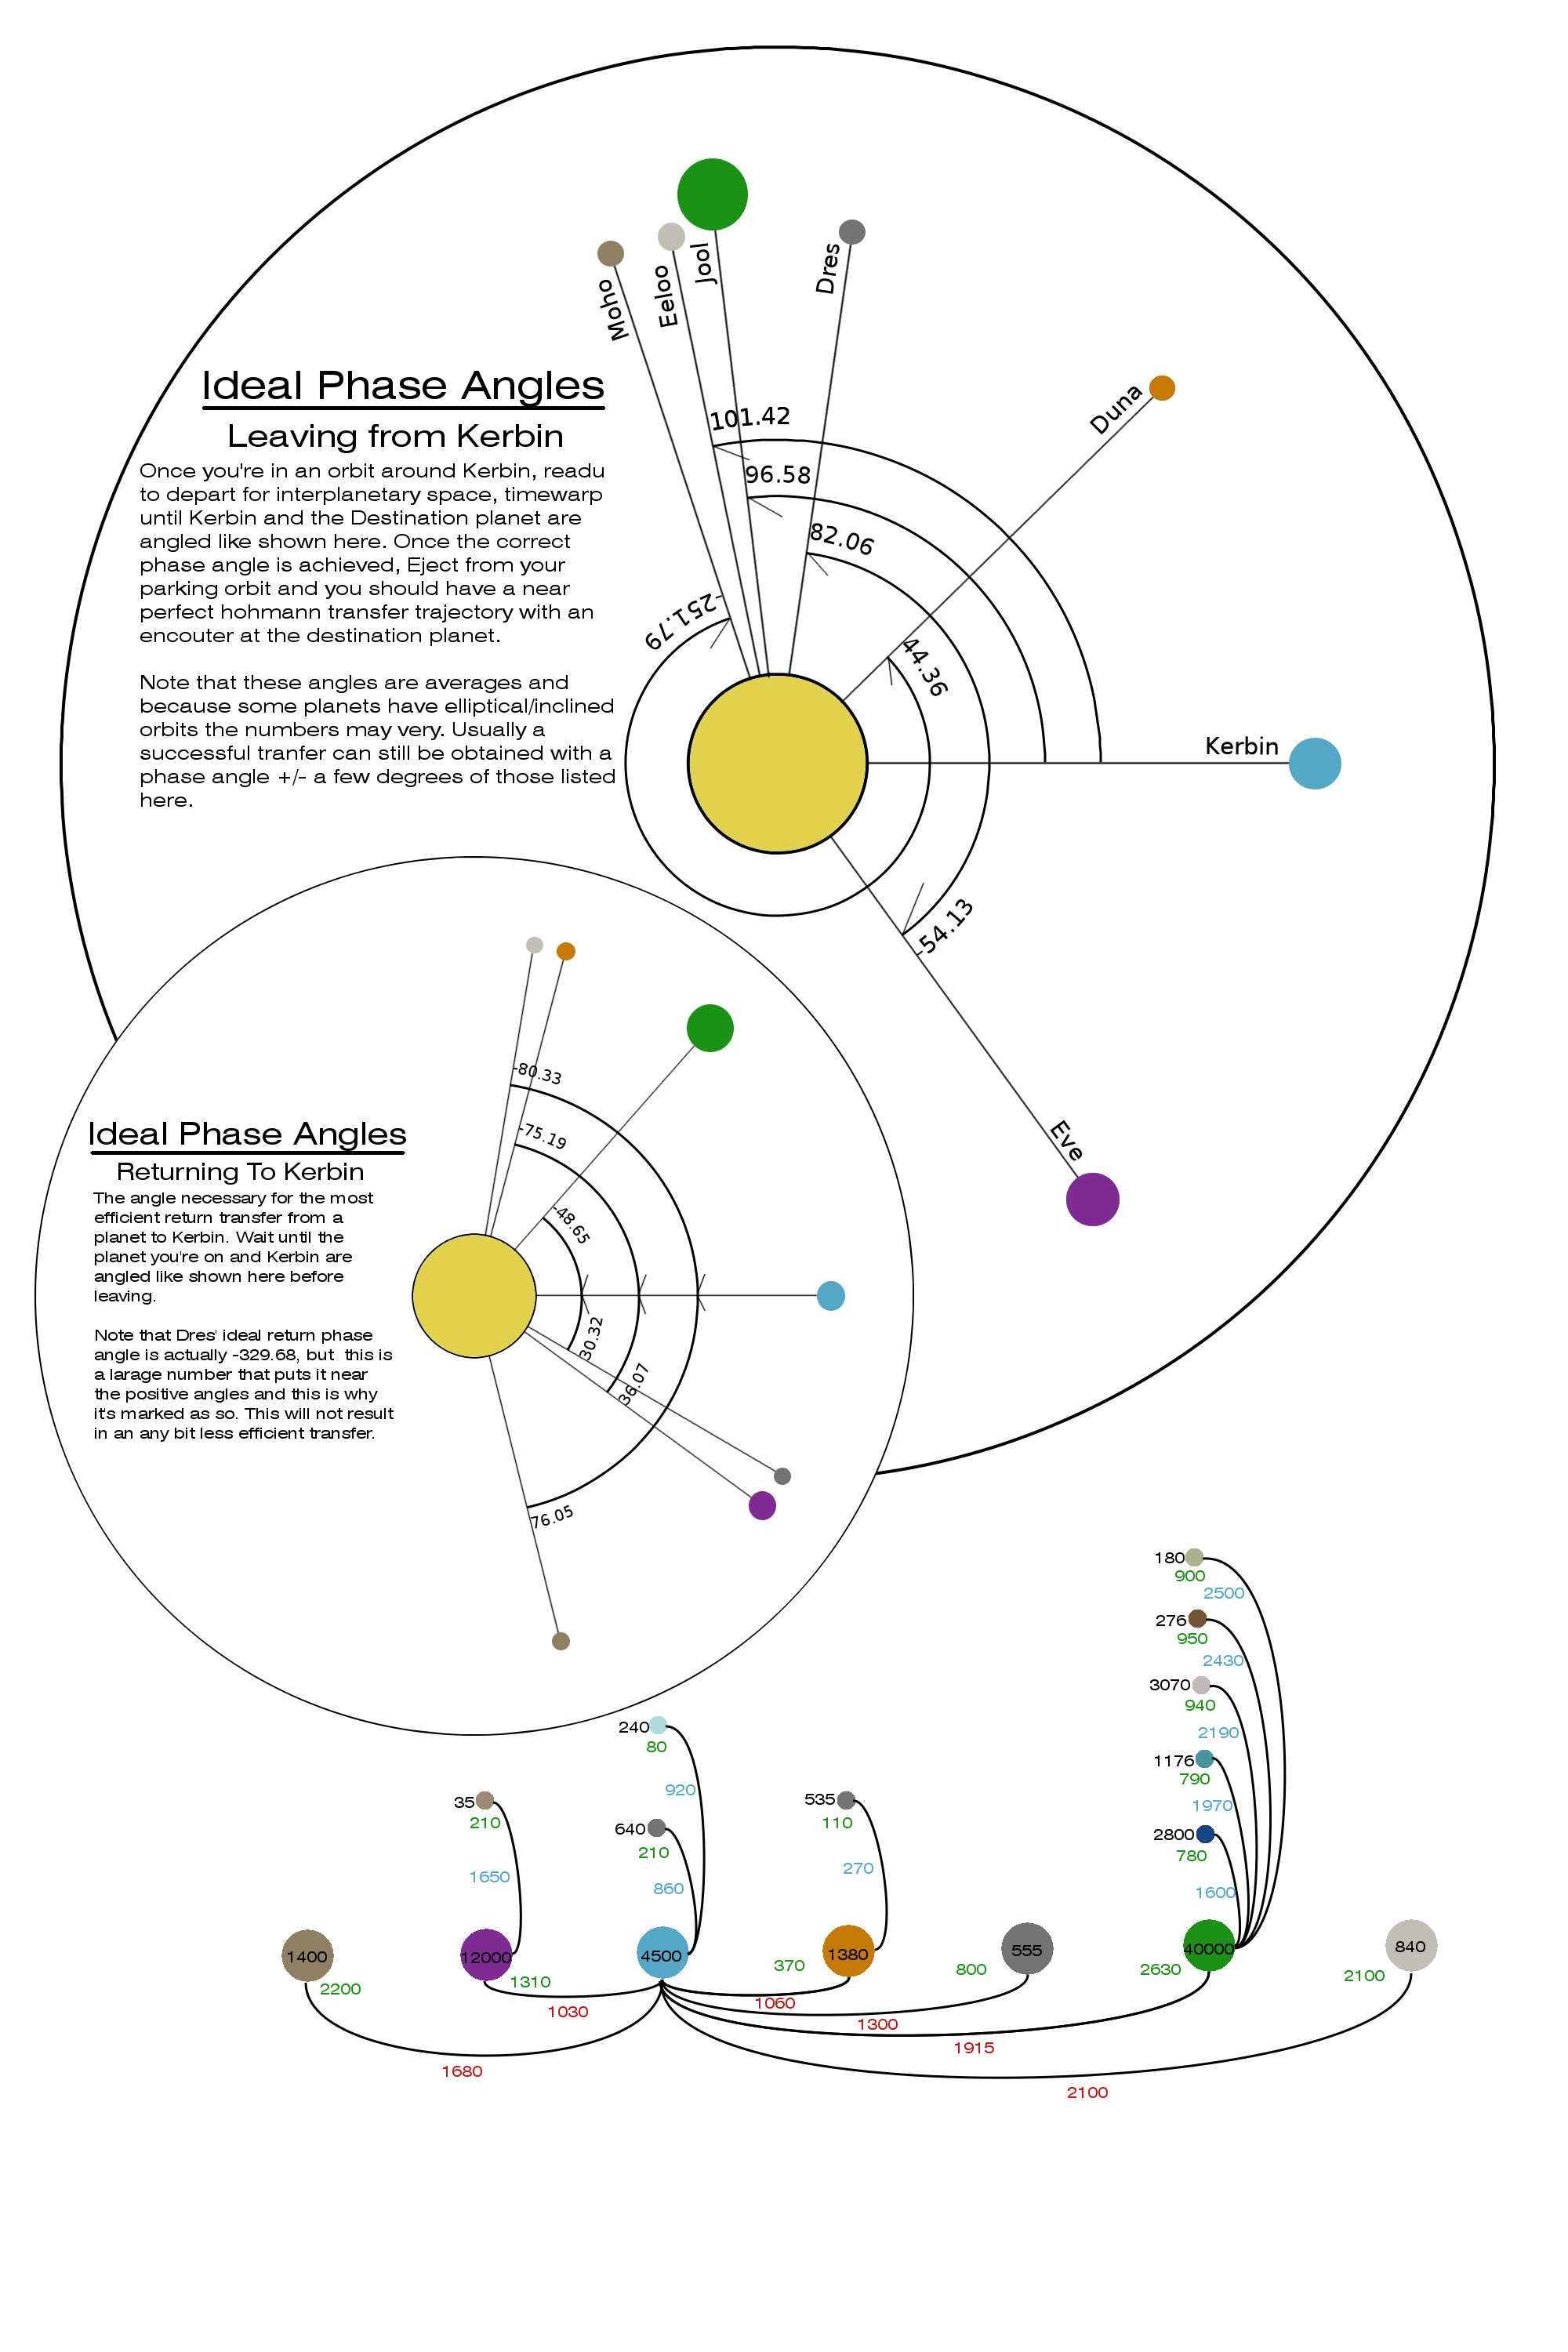 Moho
Eeloo
Jool
Dres
Duna
Kerbin
Eve
101.42
96.58
82.06
44.36
-251.79
-54.13
Ideal Phase Angles
Leaving from Kerbin
Once you're in an orbit around Kerbin, readu
to depart for interplanetary space, timewarp
until Kerbin and the Destination planet are
angled like shown here. Once the correct
phase angle is achieved, Eject from your
parking orbit and you should have a near
perfect hohmann transfer trajectory with an
encouter at the destination planet.
Note that these angles are averages and
because some planets have elliptical/inclined
orbits the numbers may very. Usually a
successful tranfer can still be obtained with a
phase angle +/- a few degrees of those listed
here.
-80.33
-75.19
-48.65
30.32
36.07
76.05
Ideal Phase Angles
Returning To Kerbin
The angle necessary for the most
efficient return transfer from a
planet to Kerbin. Wait until the
planet you're on and Kerbin are
angled like shown here before
leaving.
Note that Dres' ideal return phase
angle is actually -329.68, but  this is
a larage number that puts it near
the positive angles and this is why
it's marked as so. This will not result
in an any bit less efficient transfer.
180
900
2500
276
950
2430
3070
940
2190
1176
790
1970
2800
780
1600
240
80
920
640
210
860
35
210
1650
535
110
270
1400
12000
4500
1380
555
40000
840
2200
1310
370
800
2630
2100
1030
1060
1300
1915
1680
2100